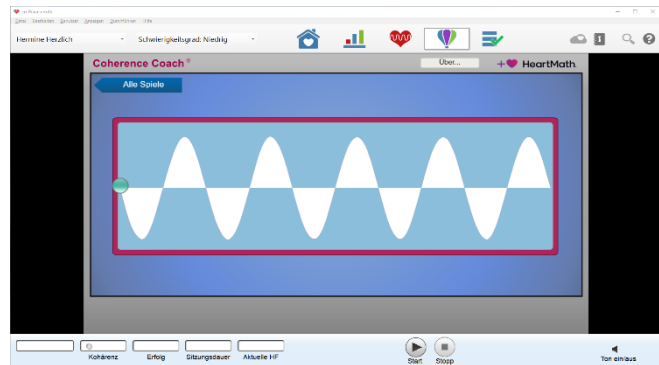 Hermine Herzlich
Schwierigkeitsgrad: Niedrig
Coherence Coach®
Über...
HeartMath
Alle Spiele
Kohärenz
Erfolg
Sitzungsdauer
Aktuelle HF
Start
Stopp
Ton ein/aus